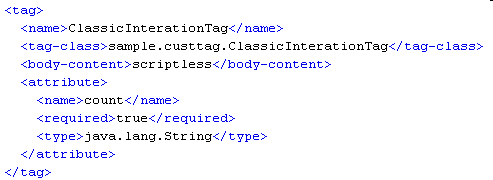 <tag>
<name>ClassicInterationTag</name>
<tag-class>sample.custtag.ClassicInterationTag</tag-class>
<body-content>scriptless</body-content>
<attribute>
<name>count</name>
<required>true</required>
<type>java.lang.String</type>
</attribute>
</tag>